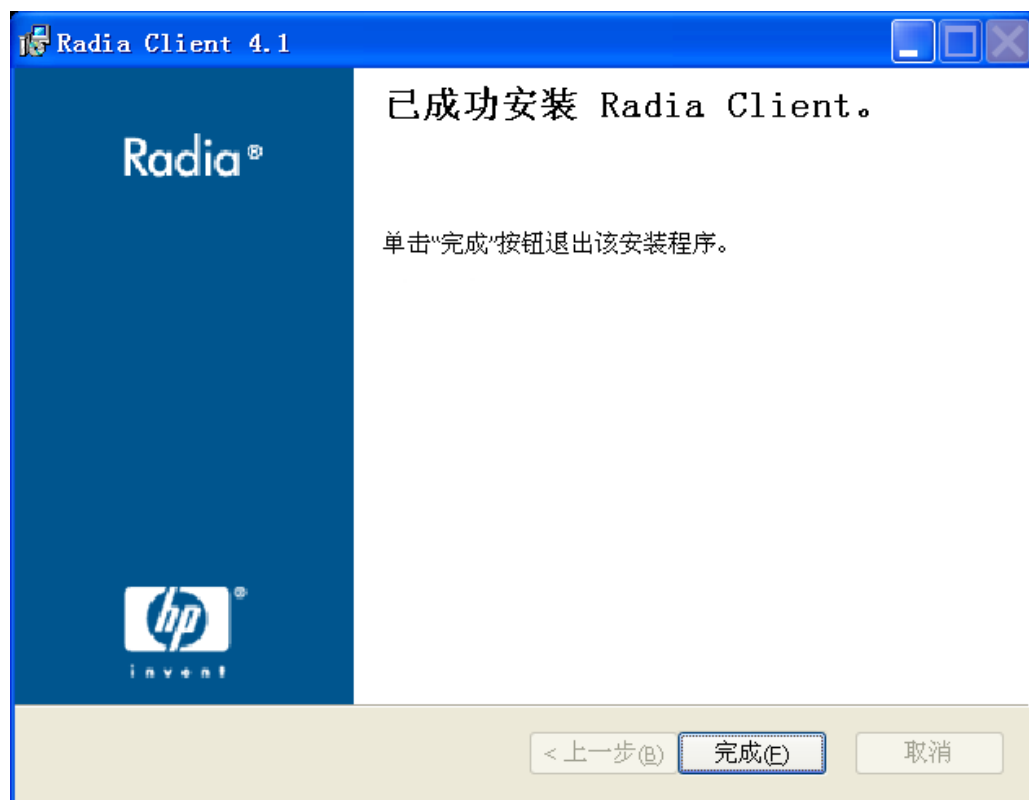 Radia Client 4.1
已成功安装 Radia Client。
Radia®
单击“完成”按钮退出该安装程序。
hp®
invent
<上一步(B)
完成(F)
取消